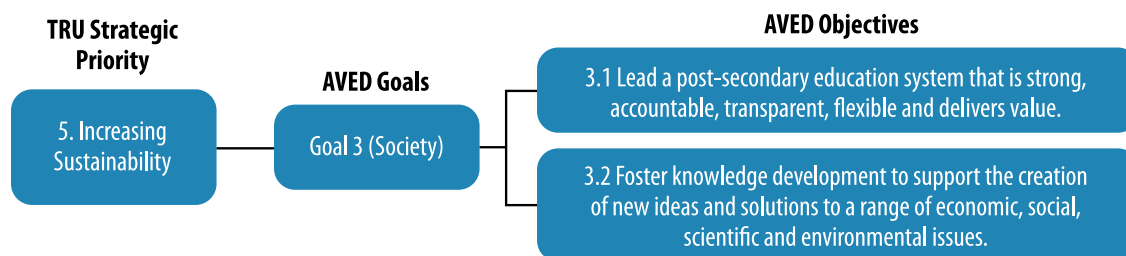 TRU Strategic
Priority
5. Increasing
Sustainability
AVED Goals
Goal 3 (Society)
AVED Objectives
3.1 Lead a post-secondary education system that is strong,
accountable, transparent, flexible and delivers value.
3.2 Foster knowledge development to support the creation
of new ideas and solutions to a range of economic, social,
scientific and environmental issues.